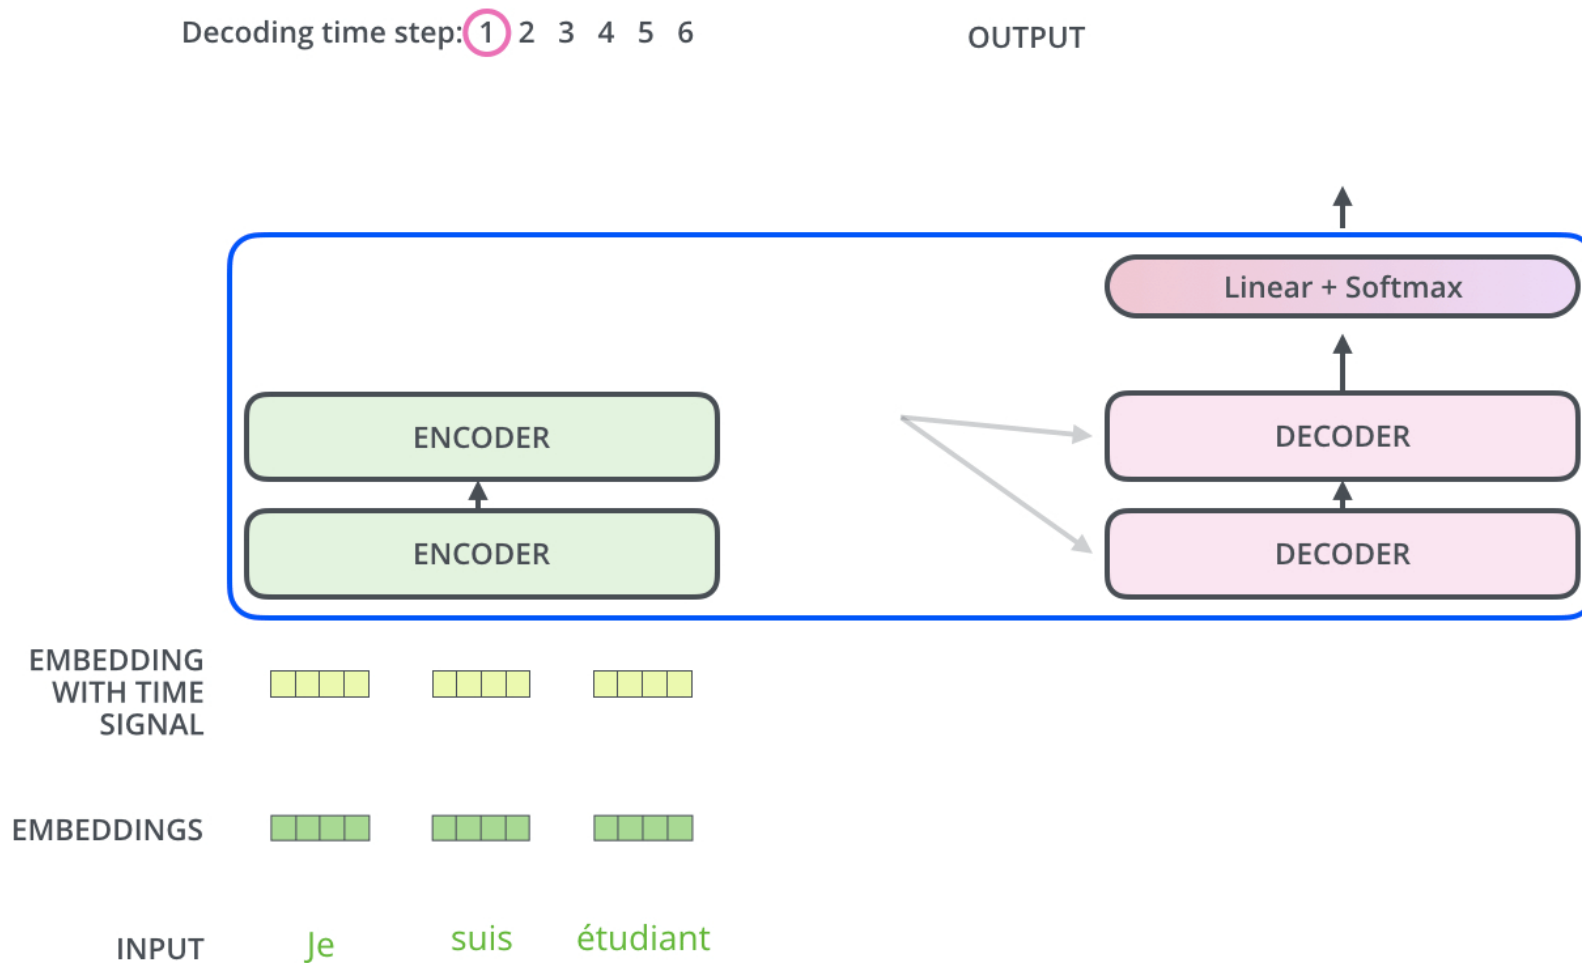 Decoding time step: 1 2 3 4 5 6
OUTPUT
Linear + Softmax
ENCODER
DECODER
ENCODER
DECODER
EMBEDDING
WITH TIME
SIGNAL
EMBEDDINGS
INPUT Je suis étudiant